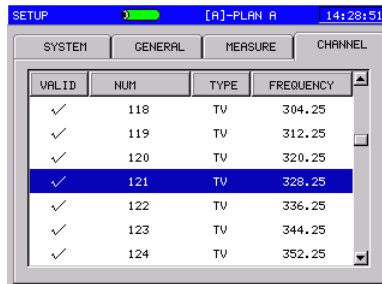 SETUP [A]-PLAN A 14:28:51
SYSTEM GENERAL MEASURE CHANNEL
VALID NUM TYPE FREQUENCY
118 TV 304.25
119 TV 312.25
120 TV 320.25
121 TV 328.25
122 TV 336.25
123 TV 344.25
124 TV 352.25